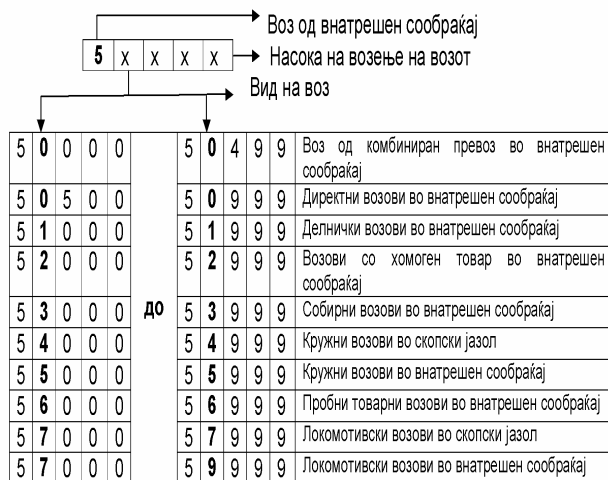 Воз од внатрешен сообраќај
5 x x x x Насока на возење на возот
Вид на воз
5 0 0 0 0 5 0 4 9 9 Воз од комбиниран превоз во внатрешен
сообраќај
5 0 5 0 0 5 0 9 9 9 Директни возови во внатрешен сообраќај
5 1 0 0 0 5 1 9 9 9 Делнички возови во внатрешен сообраќај
5 2 0 0 0 5 2 9 9 9 Возови со хомоген товар во внатрешен
сообраќај
5 3 0 0 0 до 5 3 9 9 9 Собирни возови во внатрешен сообраќај
5 4 0 0 0 5 4 9 9 9 Кружни возови во скопски јазол
5 5 0 0 0 5 5 9 9 9 Кружни возови во внатрешен сообраќај
5 6 0 0 0 5 6 9 9 9 Пробни товарни возови во внатрешен сообраќај
5 7 0 0 0 5 7 9 9 9 Локомотивски возови во скопски јазол
5 7 0 0 0 5 9 9 9 9 Локомотивски возови во внатрешен сообраќај